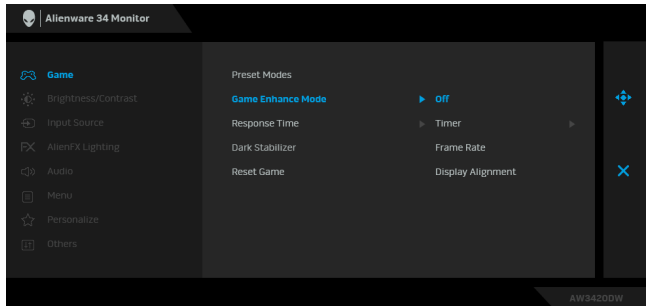 Alienware 34 Monitor
Game
Brightness/Contrast
Input Source
AlienFX Lighting
Audio
Menu
Personalize
Others
Preset Modes
Game Enhance Mode
Response Time
Dark Stabilizer
Reset Game
Off
Timer
Frame Rate
Display Alignment
AW3420DW